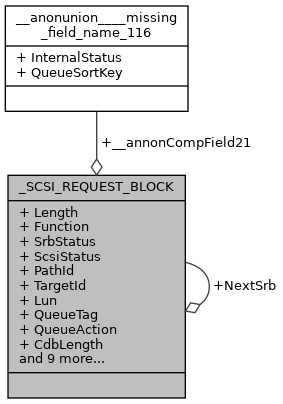 __anonunion____missing
_field_name_116
+ InternalStatus
+ QueueSortKey
+__annonCompField21
_SCSI_REQUEST_BLOCK
+ Length
+ Function
+ SrbStatus
+ ScsiStatus
+ PathId
+ TargetId
+ Lun
+ QueueTag
+ QueueAction
+ CdbLength
and 9 more...
+NextSrb